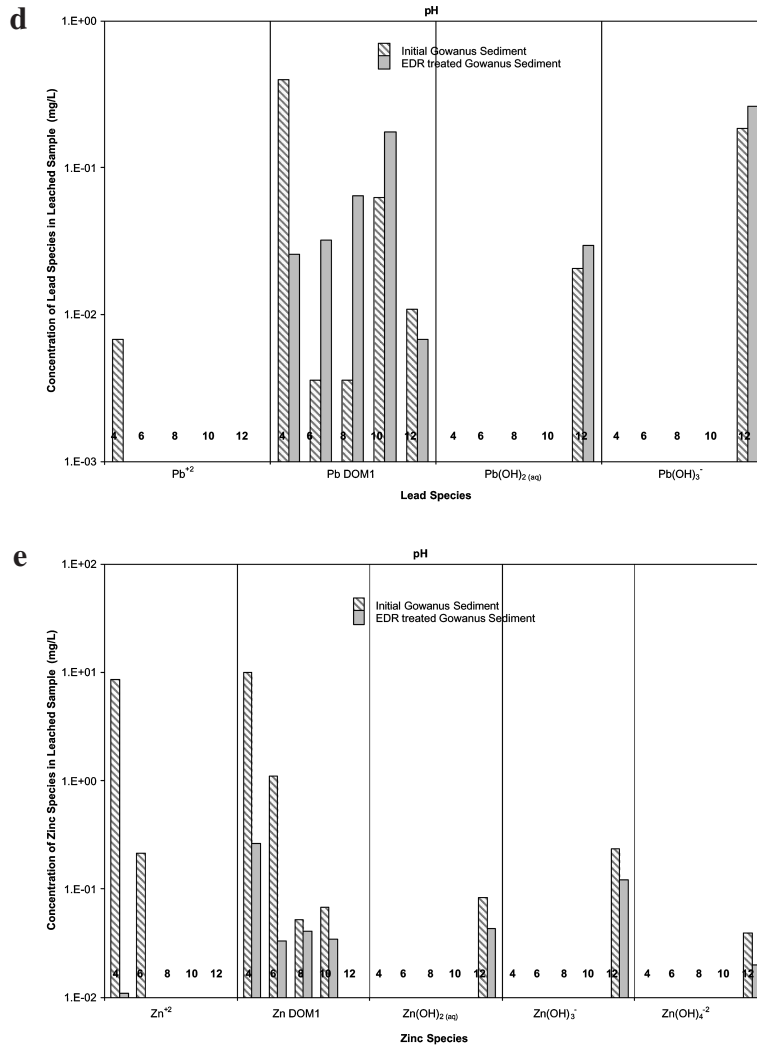 d
pH
1.E+00
1.E-01
1.E-02
1.E-03
Concentration of Lead Species in Leached Sample (mg/L)
Initial Gowanus Sediment
EDR treated Gowanus Sediment
4 6 8 10 12 4 6 8 10 12 4 6 8 10 12 4 6 8 10 12
Pb+2 Pb DOM1 Pb(OH)2 (aq) Pb(OH)3-
Lead Species
e
pH
1.E+02
1.E+01
1.E+00
1.E-01
1.E-02
Concentration of Zinc Species in Leached Sample (mg/L)
Initial Gowanus Sediment
EDR treated Gowanus Sediment
4 6 8 10 12 4 6 8 10 12 4 6 8 10 12 4 6 8 10 12 4 6 8 10 12
Zn+2 Zn DOM1 Zn(OH)2 (aq) Zn(OH)3- Zn(OH)4-2
Zinc Species